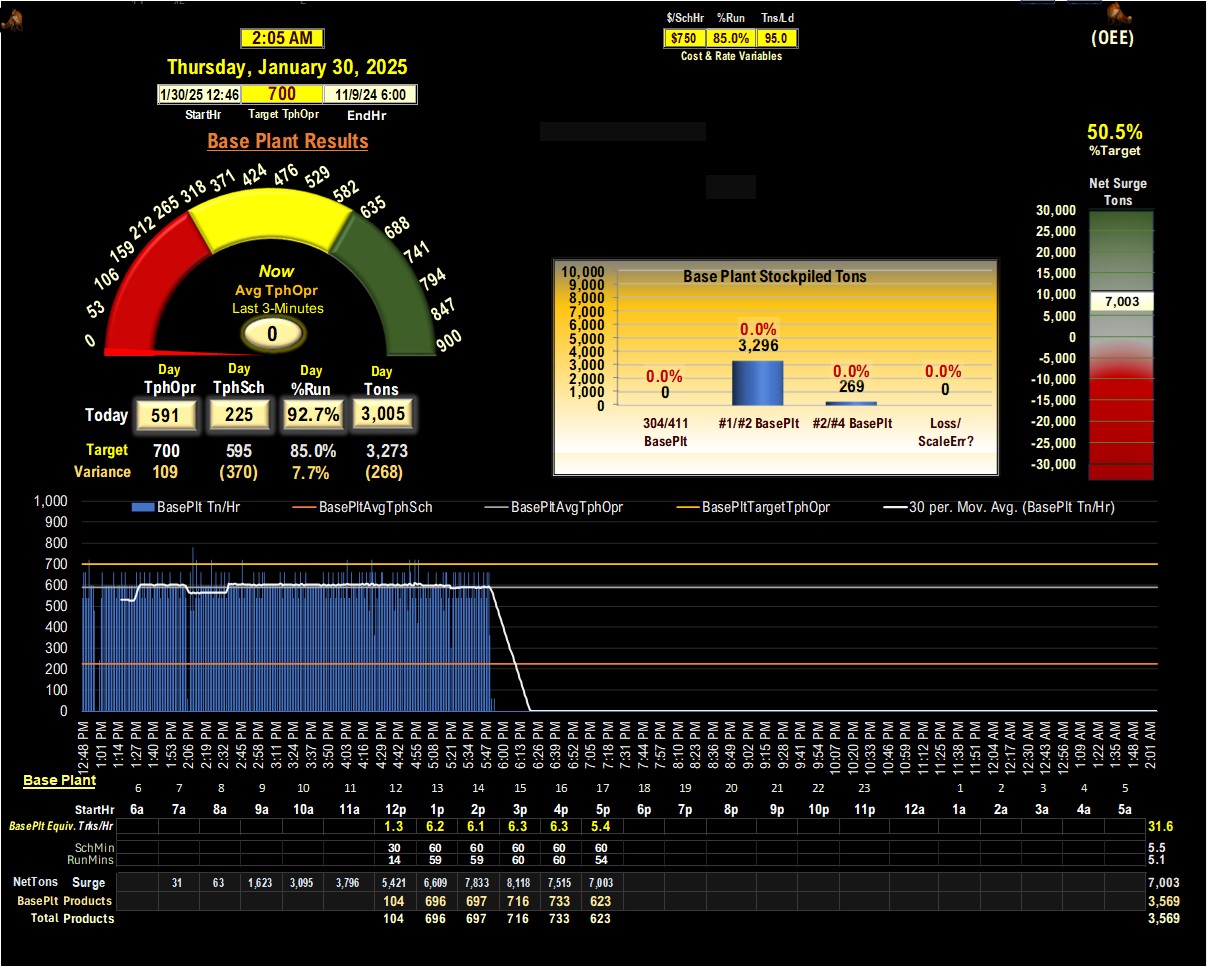 $/SchHr %Run Tns/Ld
2:05 AM
$750 85.0% 95.0
(OEE)
Cost & Rate Variables
Thursday, January 30, 2025
1/30/25 12:46 700 11/9/24 6:00
StartHr Target TphOpr EndHr
Base Plant Results
50.5%
%Target
Net Surge
Tons
0 53 106 159 212 265 318 371 424 476 529 582 635 688 741 794 847 900
Now
Avg TphOpr
Last 3-Minutes
0
30,000
25,000
20,000
15,000
10,000
5,000
0
-5,000
-10,000
-15,000
-20,000
-25,000
-30,000
7,003
Base Plant Stockpiled Tons
10,000
9,000
8,000
7,000
6,000
5,000
4,000
3,000
2,000
1,000
0
0.0% 0.0% 0.0% 0.0%
0 3,296 269 0
304/411 #1/#2 BasePlt #2/#4 BasePlt Loss/
BasePlt ScaleErr?
Day Day Day Day
TphOpr TphSch %Run Tons
Today 591 225 92.7% 3,005
Target 700 595 85.0% 3,273
Variance 109 (370) 7.7% (268)
BasePlt Tn/Hr BasePltAvgTphSch BasePltAvgTphOpr BasePltTargetTphOpr 30 per. Mov. Avg. (BasePlt Tn/Hr)
1,000
900
800
700
600
500
400
300
200
100
0
12:48 PM 1:01 PM 1:14 PM 1:27 PM 1:40 PM 1:53 PM 2:06 PM 2:19 PM 2:32 PM 2:45 PM 2:58 PM 3:11 PM 3:24 PM 3:37 PM 3:50 PM 4:03 PM 4:16 PM 4:29 PM 4:42 PM 4:55 PM 5:08 PM 5:21 PM 5:34 PM 5:47 PM 6:00 PM 6:13 PM 6:26 PM 6:39 PM 6:52 PM 7:05 PM 7:18 PM 7:31 PM 7:44 PM 7:57 PM 8:10 PM 8:23 PM 8:36 PM 8:49 PM 9:02 PM 9:15 PM 9:28 PM 9:41 PM 9:54 PM 10:07 PM 10:20 PM 10:33 PM 10:46 PM 10:59 PM 11:12 PM 11:25 PM 11:38 PM 11:51 PM 12:04 AM 12:17 AM 12:30 AM 12:43 AM 12:56 AM 1:09 AM 1:22 AM 1:35 AM 1:48 AM 2:01 AM
Base Plant
6 7 8 9 10 11 12 13 14 15 16 17 18 19 20 21 22 23 1 2 3 4 5
StartHr 6a 7a 8a 9a 10a 11a 12p 1p 2p 3p 4p 5p 6p 7p 8p 9p 10p 11p 12a 1a 2a 3a 4a 5a
BasePlt Equiv. Trks/Hr 1.3 6.2 6.1 6.3 6.3 5.4 31.6
SchMin 30 60 60 60 60 60 5.5
RunMins 14 59 59 60 60 54 5.1
NetTons Surge 31 63 1,623 3,095 3,796 5,421 6,609 7,833 8,118 7,515 7,003 7,003
BasePlt Products 104 696 697 716 733 623 3,569
Total Products 104 696 697 716 733 623 3,569